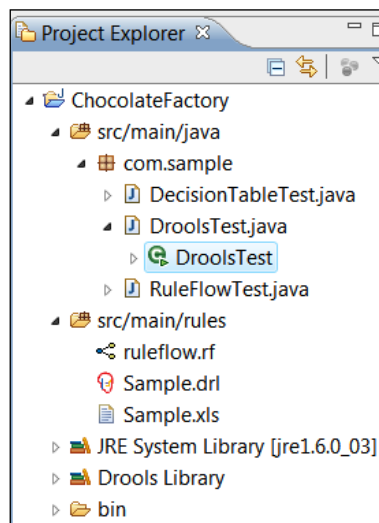 Project Explorer
ChocolateFactory
src/main/java
com.sample
DecisionTableTest.java
DroolsTest.java
DroolsTest
RuleFlowTest.java
src/main/rules
ruleflow.rf
Sample.drl
Sample.xls
JRE System Library [jre1.6.0_03]
Drools Library
bin